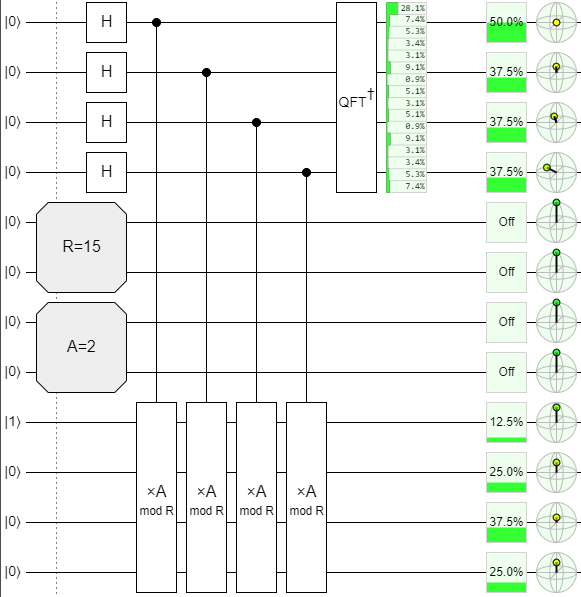 |0⟩ H 28.1% 50.0%
7.4%
5.3%
3.4%
|0⟩ H 3.1% 37.5%
9.1%
0.9%
QFT†
5.1%
|0⟩ H 3.1% 37.5%
5.1%
0.9%
9.1%
3.1%
|0⟩ H 3.4% 37.5%
5.3%
7.4%
|0⟩ Off
R=15
|0⟩ Off
|0⟩ Off
A=2
|0⟩ Off
|1⟩ 12.5%
|0⟩ 25.0%
×A ×A ×A ×A
mod R mod R mod R mod R
|0⟩ 37.5%
|0⟩ 25.0%